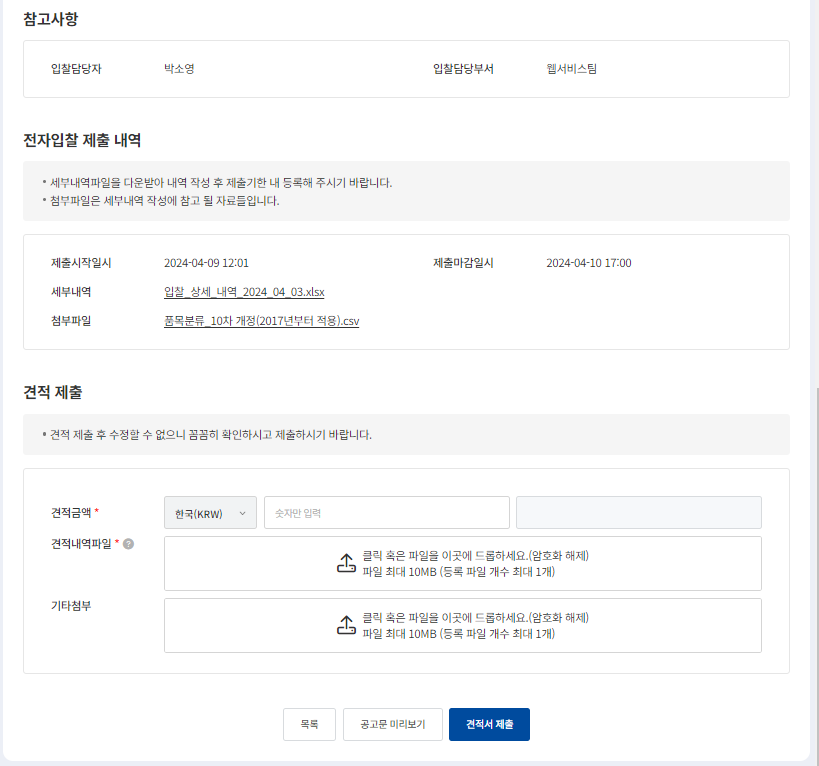 참고사항
입찰담당자 박소영 입찰담당부서 웹서비스팀
전자입찰 제출 내역
• 세부내역파일을 다운받아 내역 작성 후 제출기한 내 등록해 주시기 바랍니다.
• 첨부파일은 세부내역 작성에 참고 될 자료들입니다.
제출시작일시 2024-04-09 12:01 제출마감일시 2024-04-10 17:00
세부내역 입찰_상세_내역_2024_04_03.xlsx
첨부파일 품목분류_10차 개정(2017년부터 적용).csv
견적 제출
• 견적 제출 후 수정할 수 없으니 꼼꼼히 확인하시고 제출하시기 바랍니다.
견적금액 * 한국(KRW) 숫자만 입력
견적내역파일 * ?
클릭 혹은 파일을 이곳에 드롭하세요.(암호화 해제)
파일 최대 10MB (등록 파일 개수 최대 1개)
기타첨부
클릭 혹은 파일을 이곳에 드롭하세요.(암호화 해제)
파일 최대 10MB (등록 파일 개수 최대 1개)
목록 공고문 미리보기 견적서 제출